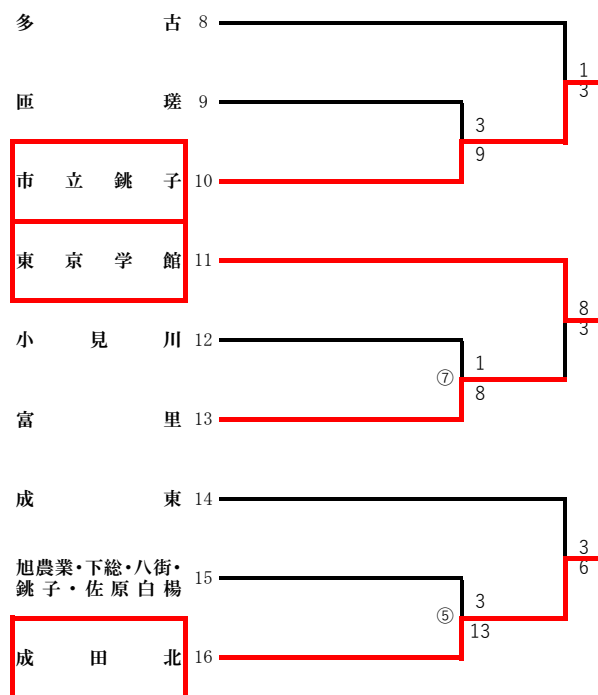 多古 8
1
3
匝瑳 9
3
9
市立銚子 10
東京学館 11
8
3
小見川 12
1
⑦
8
富里 13
成東 14
3
6
旭農業・下総・八街・
銚子・佐原白楊 15
3
⑤
13
成田北 16